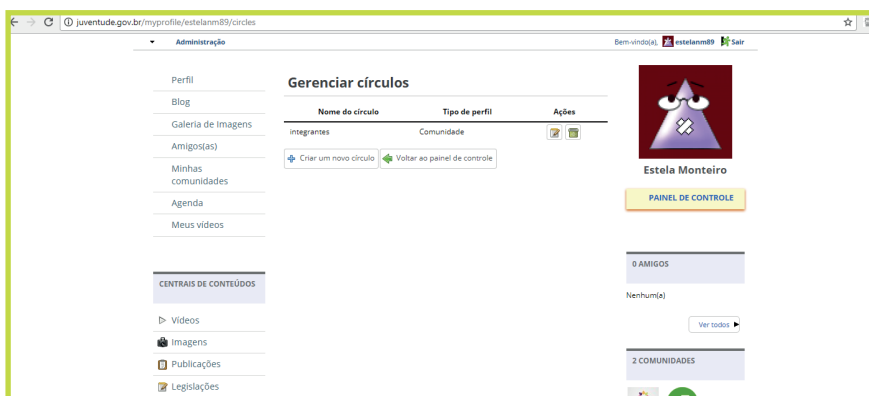 juventude.gov.br/myprofile/estelanm89/circles
Administração
Bem-vindo(a), estelanm89 Sair
Perfil
Blog
Galeria de Imagens
Amigos(as)
Minhas
comunidades
Agenda
Meus vídeos
CENTRAIS DE CONTEÚDOS
Vídeos
Imagens
Publicações
Legislações
Gerenciar círculos
Nome do círculo Tipo de perfil Ações
integrantes Comunidade
Criar um novo círculo Voltar ao painel de controle
Estela Monteiro
PAINEL DE CONTROLE
0 AMIGOS
Nenhum(a)
Ver todos
2 COMUNIDADES